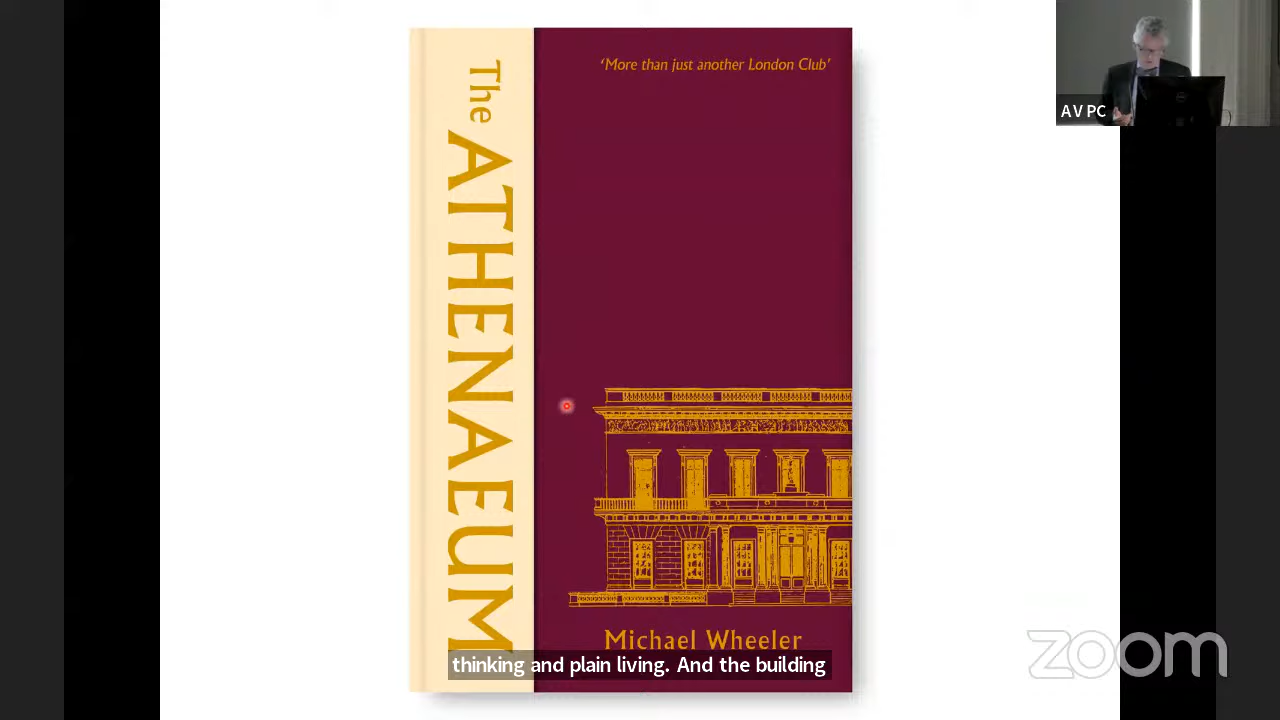 The ATHENAEUM
'More than just another London Club'
Michael Wheeler
thinking and plain living. And the building
AV PC
zoom